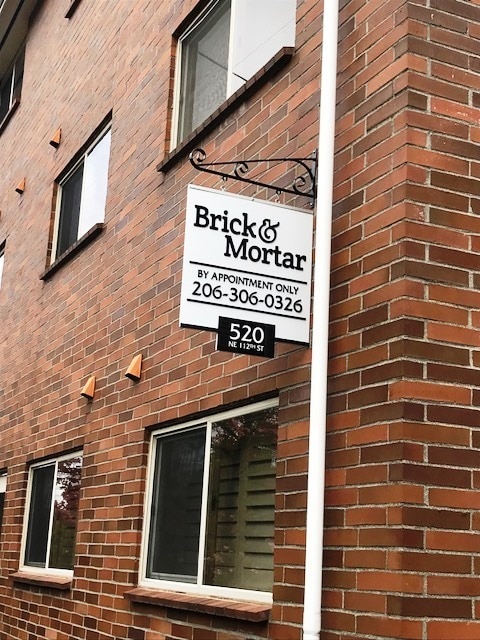 Brick &
Mortar
BY APPOINTMENT ONLY
206-306-0326
520
NE 112TH ST